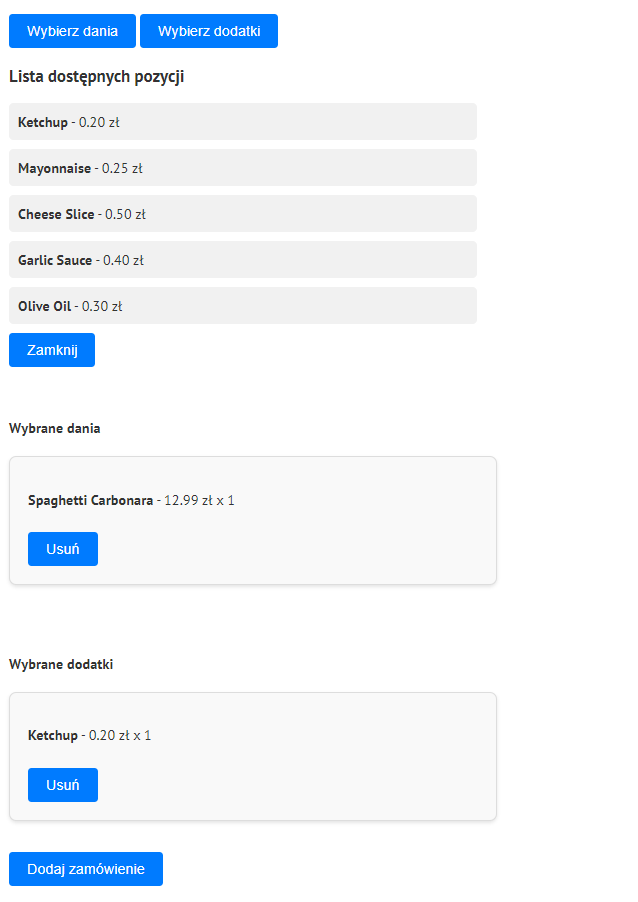 Wybierz dania Wybierz dodatki
Lista dostępnych pozycji
Ketchup - 0.20 zł
Mayonnaise - 0.25 zł
Cheese Slice - 0.50 zł
Garlic Sauce - 0.40 zł
Olive Oil - 0.30 zł
Zamknij
Wybrane dania
Spaghetti Carbonara - 12.99 zł x 1
Usuń
Wybrane dodatki
Ketchup - 0.20 zł x 1
Usuń
Dodaj zamówienie